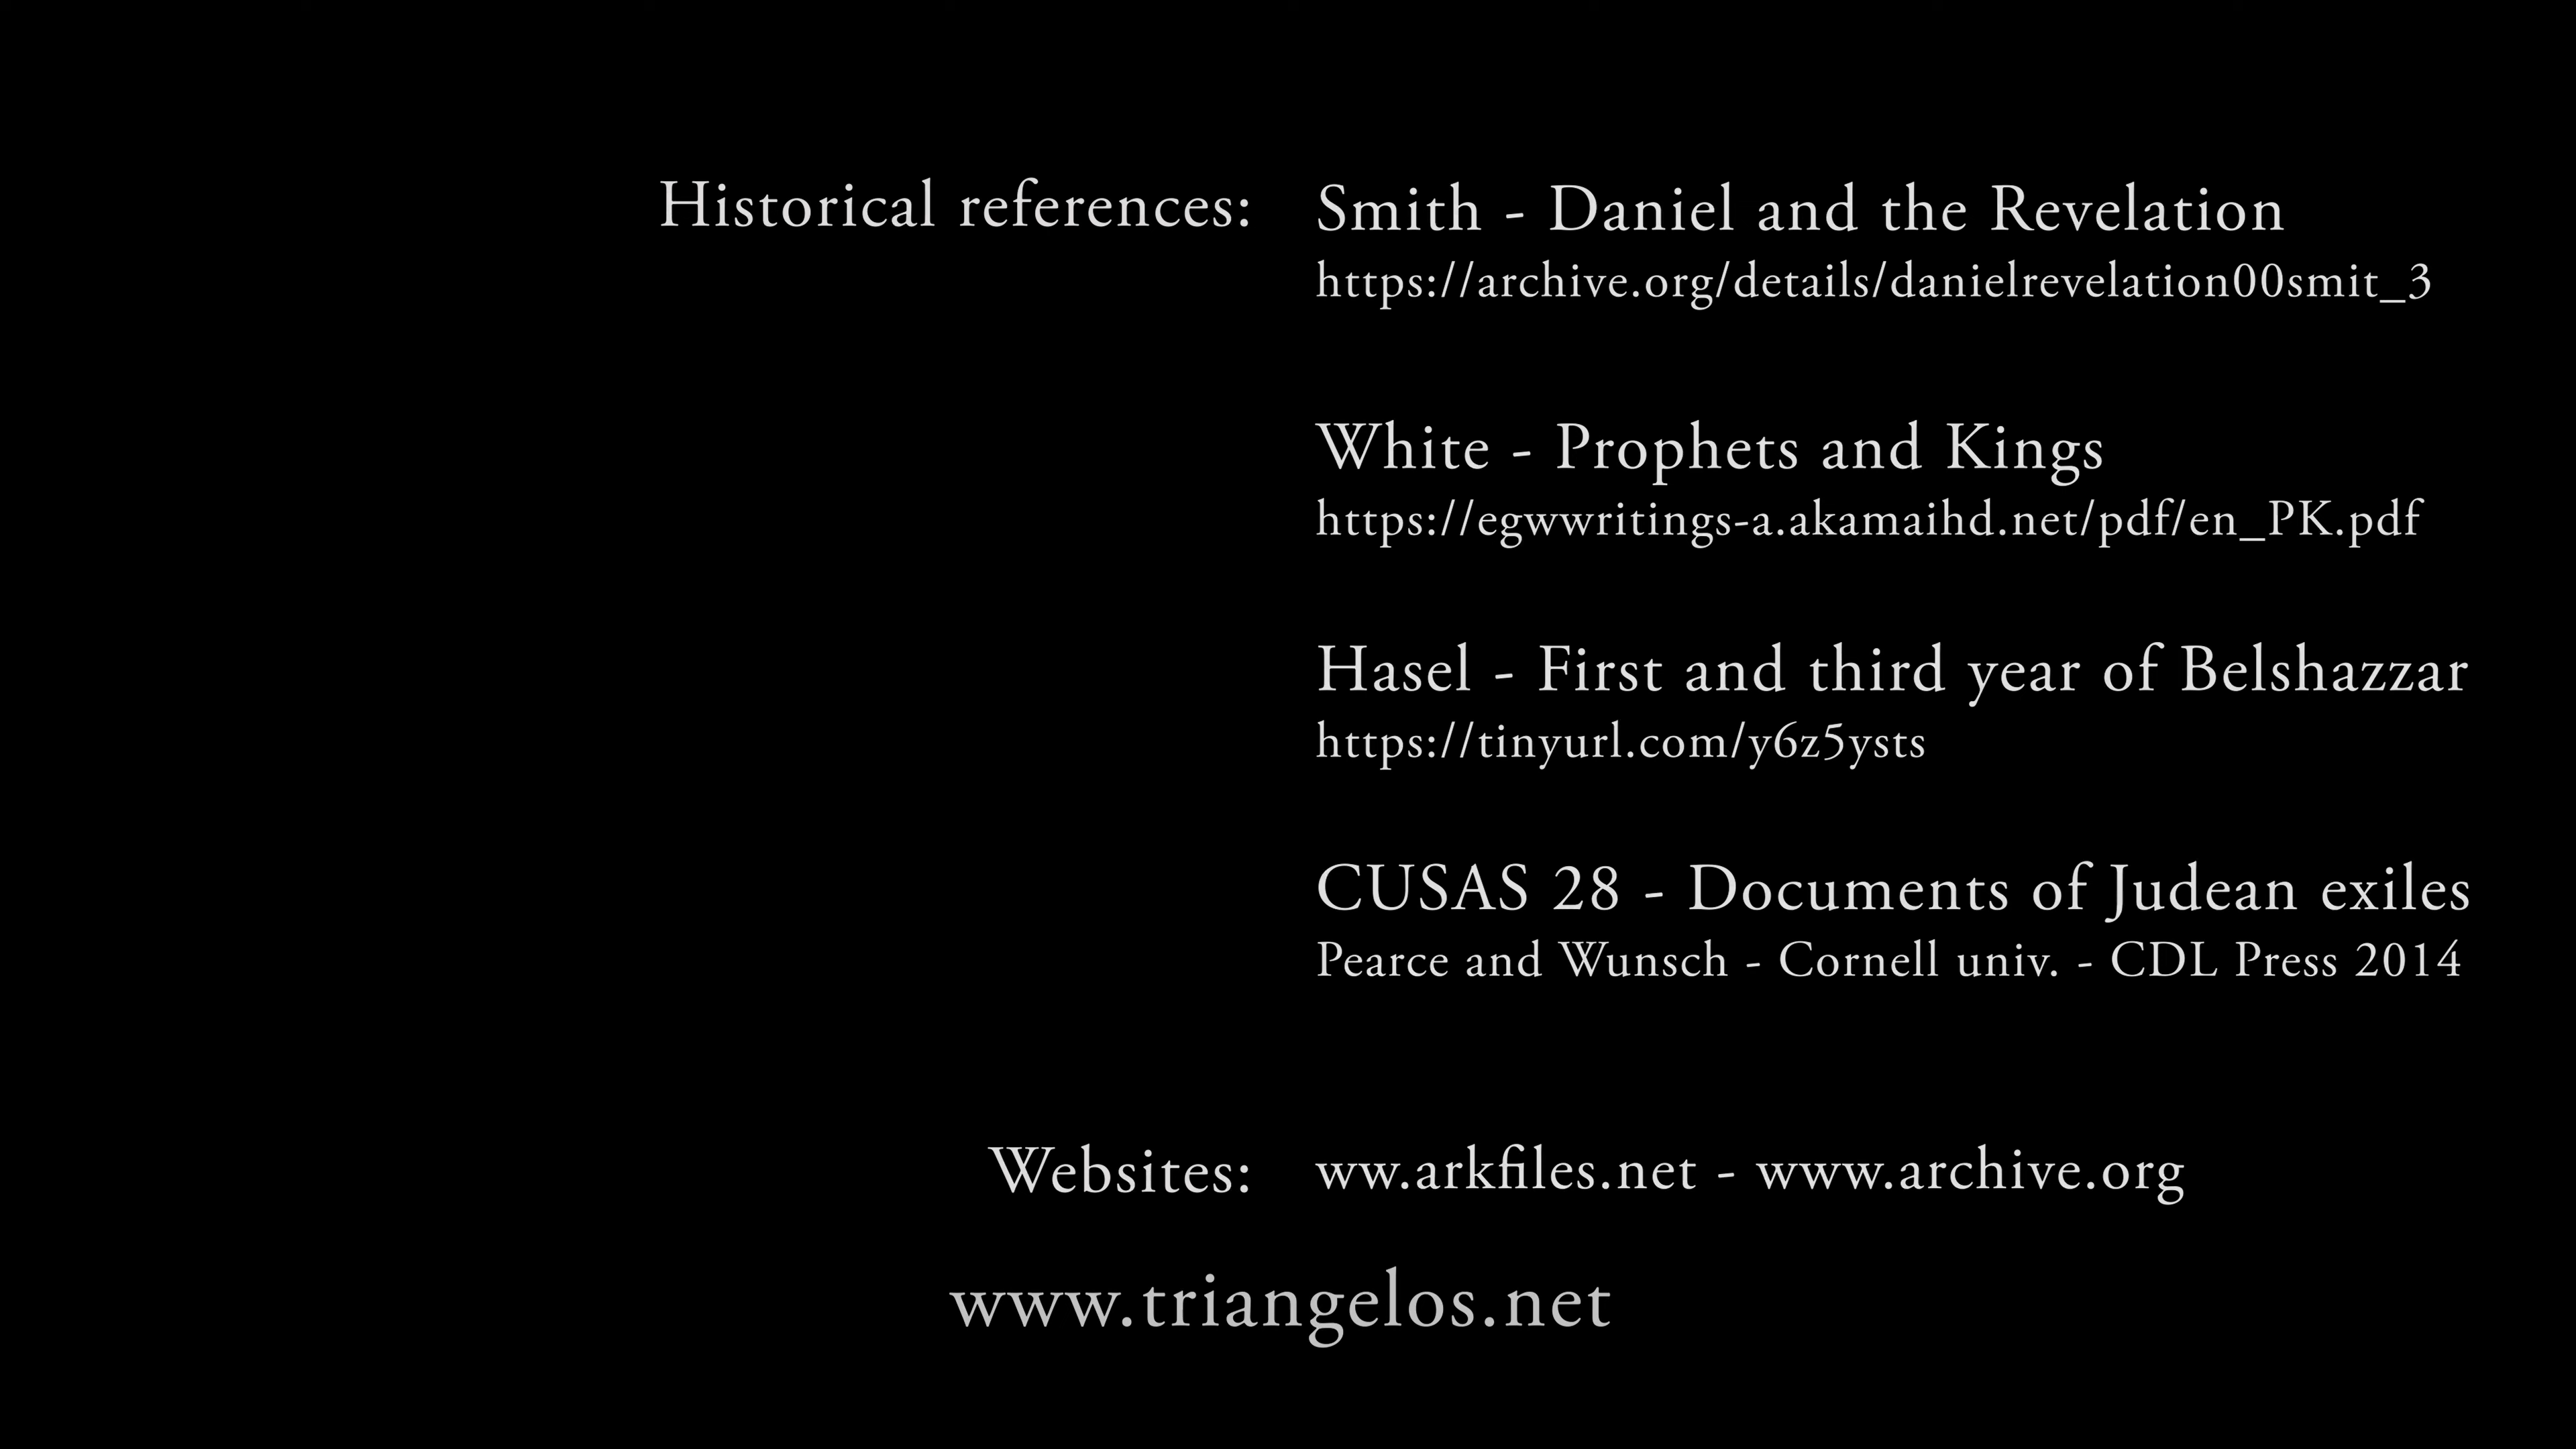 Historical references: Smith - Daniel and the Revelation
https://archive.org/details/danielrevelation00smit_3
White - Prophets and Kings
https://egwwritings-a.akamaihd.net/pdf/en_PK.pdf
Hasel - First and third year of Belshazzar
https://tinyurl.com/y6z5ysts
CUSAS 28 - Documents of Judean exiles
Pearce and Wunsch - Cornell univ. - CDL Press 2014
Websites: ww.arkfiles.net - www.archive.org
www.triangelos.net